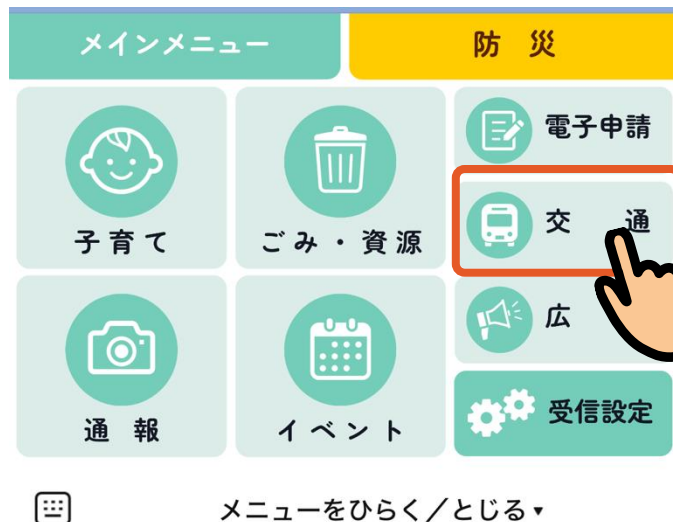 メインメニュー
防 災
子育て
ごみ・資源
電子申請
交 通
広
通 報
イベント
受信設定
メニューをひらく／とじる▾